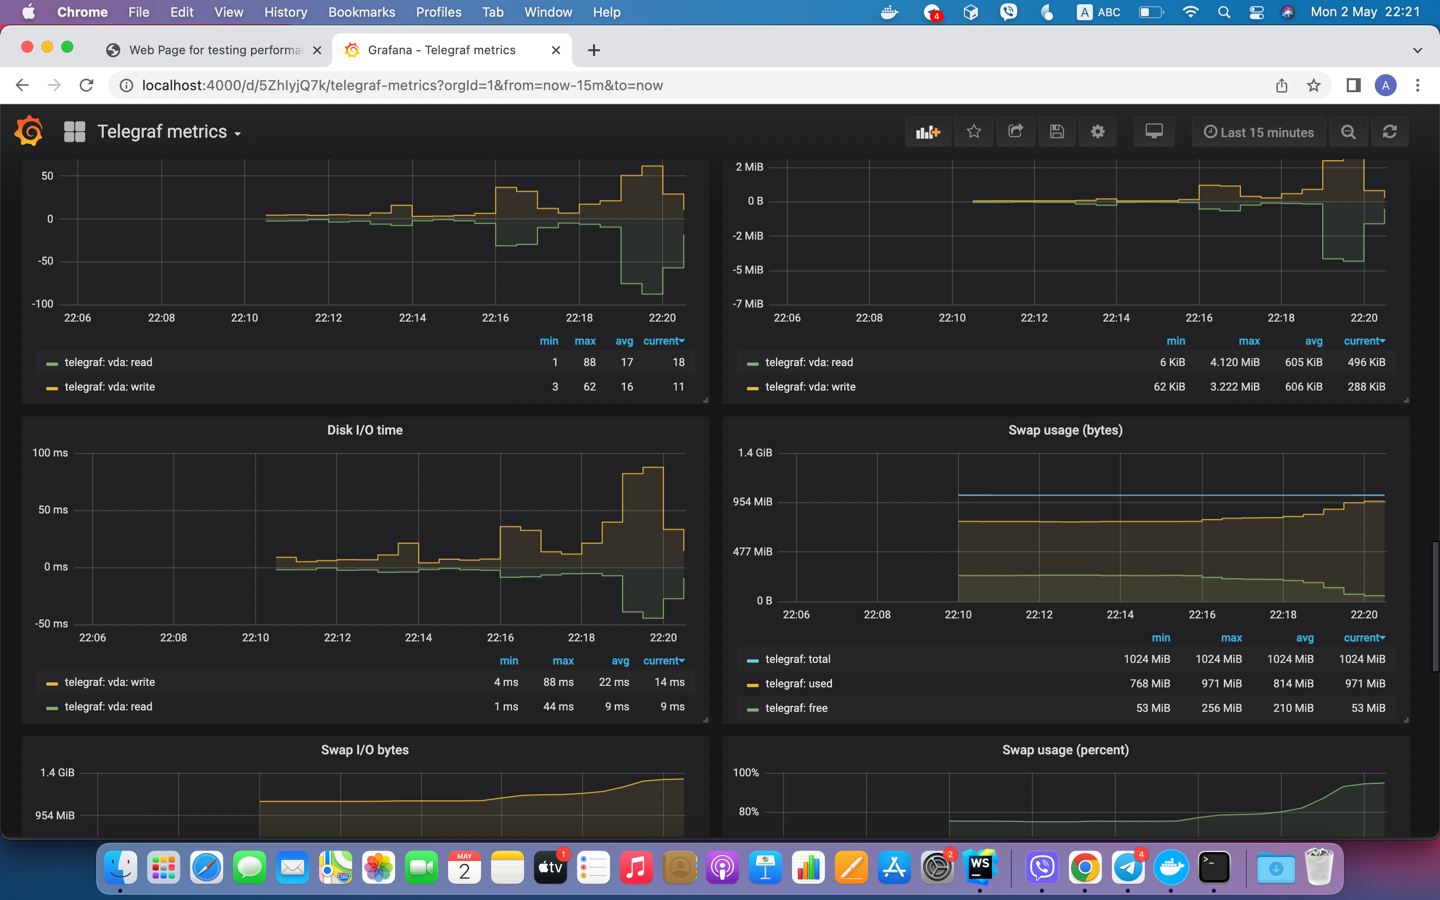 Chrome File Edit View History Bookmarks Profiles Tab Window Help 4 A ABC Mon 2 May 22:21
Web Page for testing performa Grafana - Telegraf metrics
localhost:4000/d/5ZhIyjQ7k/telegraf-metrics?orgId=1&from=now-15m&to=now A
Telegraf metrics Last 15 minutes
50
0
-50
-100
22:06 22:08 22:10 22:12 22:14 22:16 22:18 22:20
min max avg current
telegraf: vda: read 1 88 17 18
telegraf: vda: write 3 62 16 11
2 MiB
0 B
-2 MiB
-5 MiB
-7 MiB
22:06 22:08 22:10 22:12 22:14 22:16 22:18 22:20
min max avg current
telegraf: vda: read 6 KiB 4.120 MiB 605 KiB 496 KiB
telegraf: vda: write 62 KiB 3.222 MiB 606 KiB 288 KiB
Disk I/O time
100 ms
50 ms
0 ms
-50 ms
22:06 22:08 22:10 22:12 22:14 22:16 22:18 22:20
min max avg current
telegraf: vda: write 4 ms 88 ms 22 ms 14 ms
telegraf: vda: read 1 ms 44 ms 9 ms 9 ms
Swap usage (bytes)
1.4 GiB
954 MiB
477 MiB
0 B
22:06 22:08 22:10 22:12 22:14 22:16 22:18 22:20
min max avg current
telegraf: total 1024 MiB 1024 MiB 1024 MiB 1024 MiB
telegraf: used 768 MiB 971 MiB 814 MiB 971 MiB
telegraf: free 53 MiB 256 MiB 210 MiB 53 MiB
Swap I/O bytes
1.4 GiB
954 MiB
Swap usage (percent)
100%
80%
MAY
2
tv
1
2
WS
4